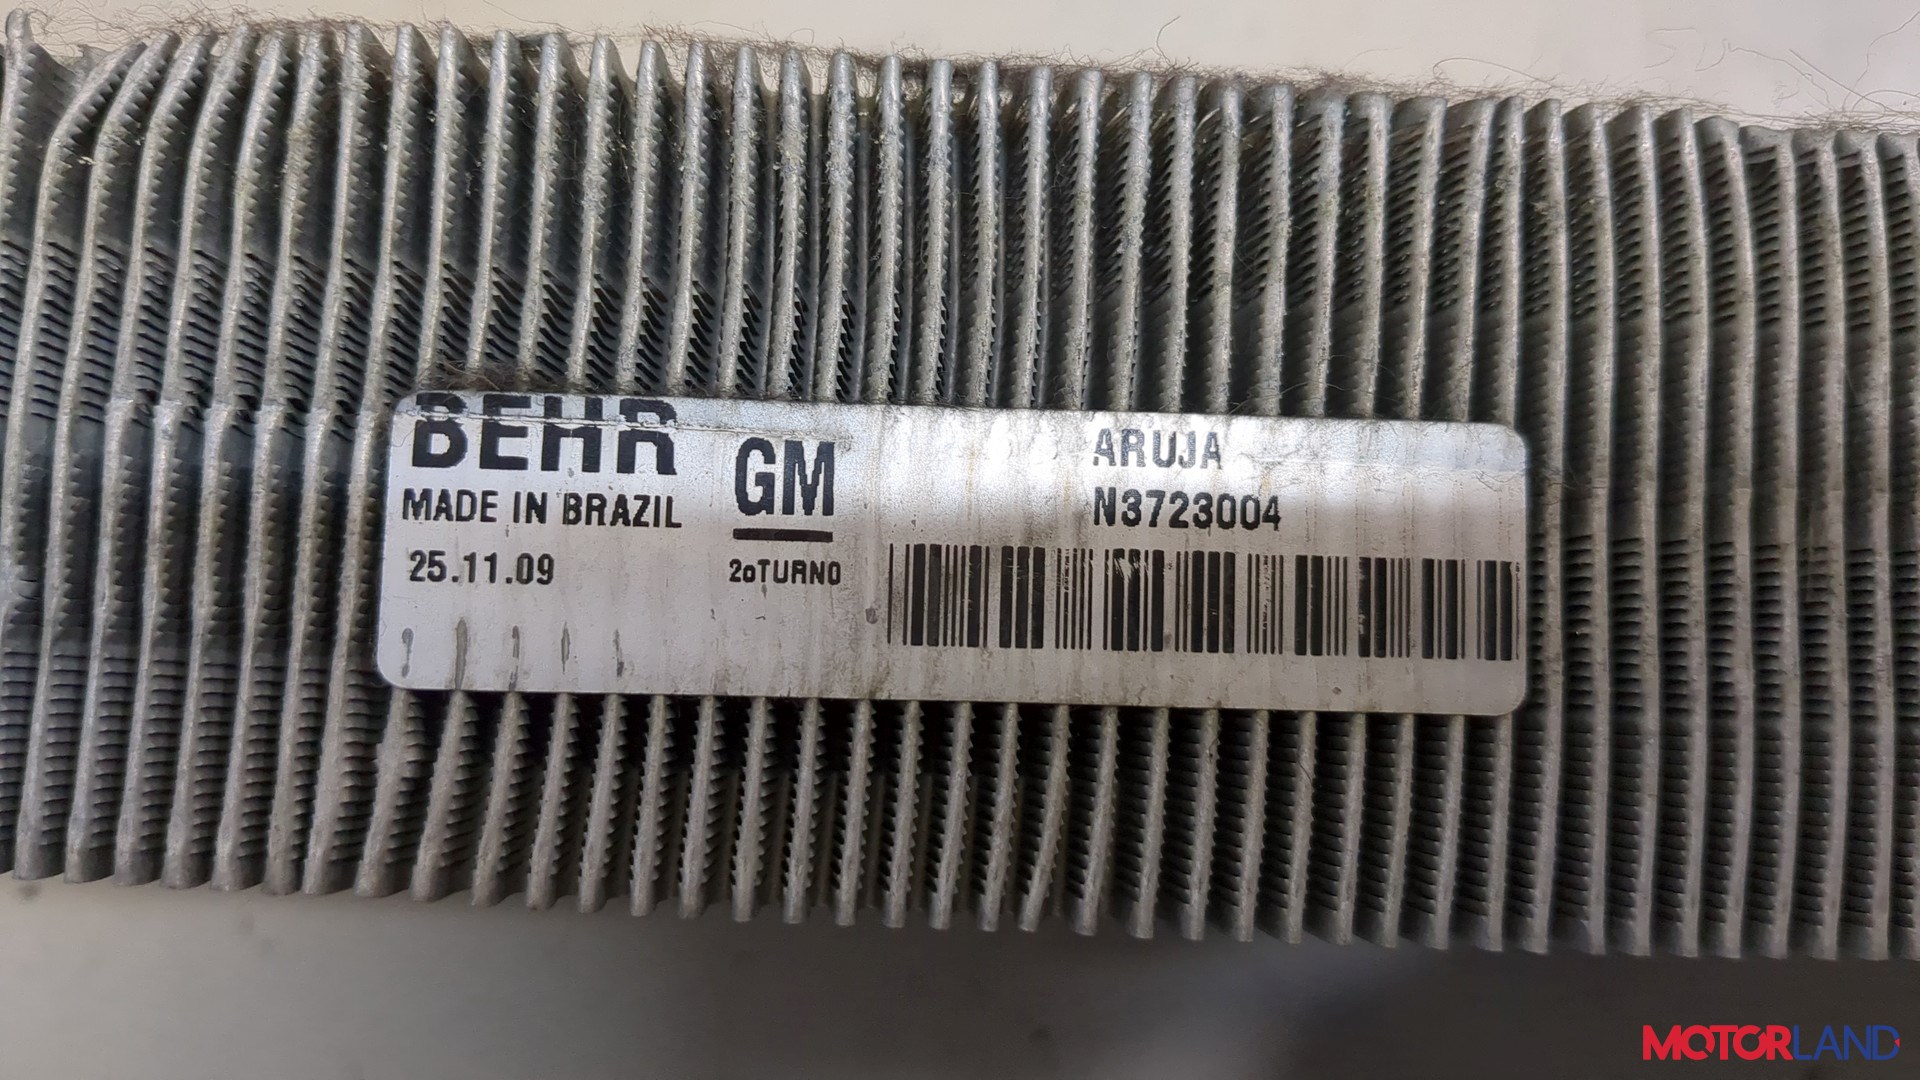 BEHR
MADE IN BRAZIL
25.11.09
GM
2oTURNO
ARUJA
N3723004
MOTORLAND